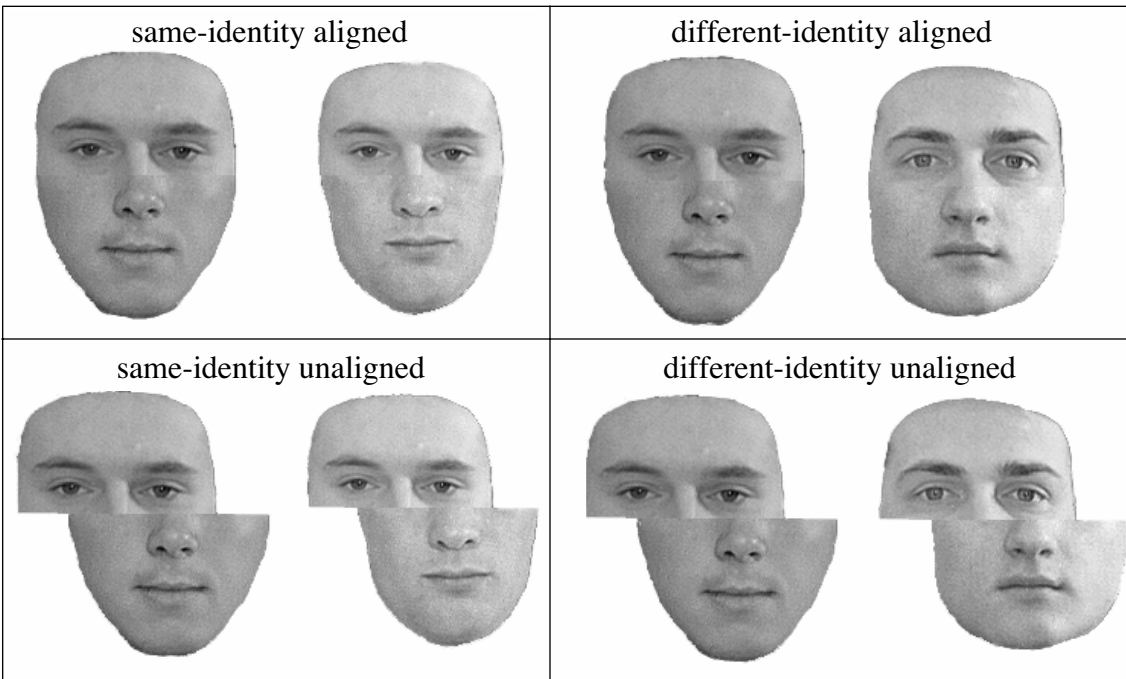 same-identity aligned
different-identity aligned
same-identity unaligned
different-identity unaligned